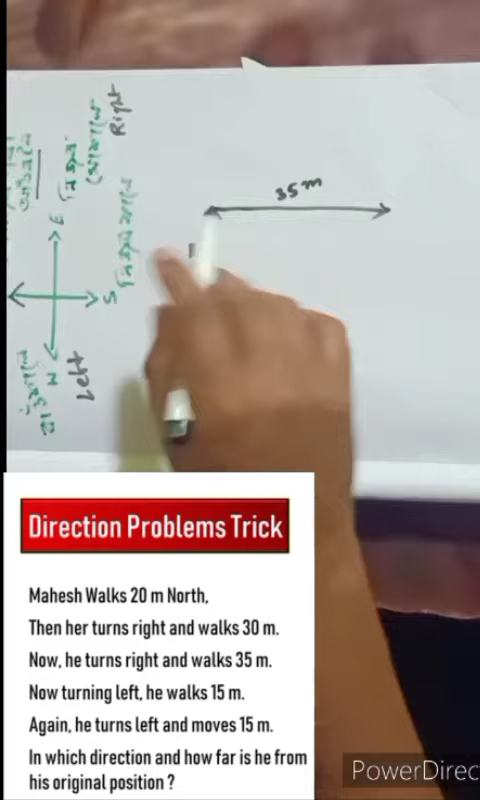 Right
E
S
W
Left
35 m
Direction Problems Trick
Mahesh Walks 20 m North,
Then her turns right and walks 30 m.
Now, he turns right and walks 35 m.
Now turning left, he walks 15 m.
Again, he turns left and moves 15 m.
In which direction and how far is he from
his original position ?
PowerDirec